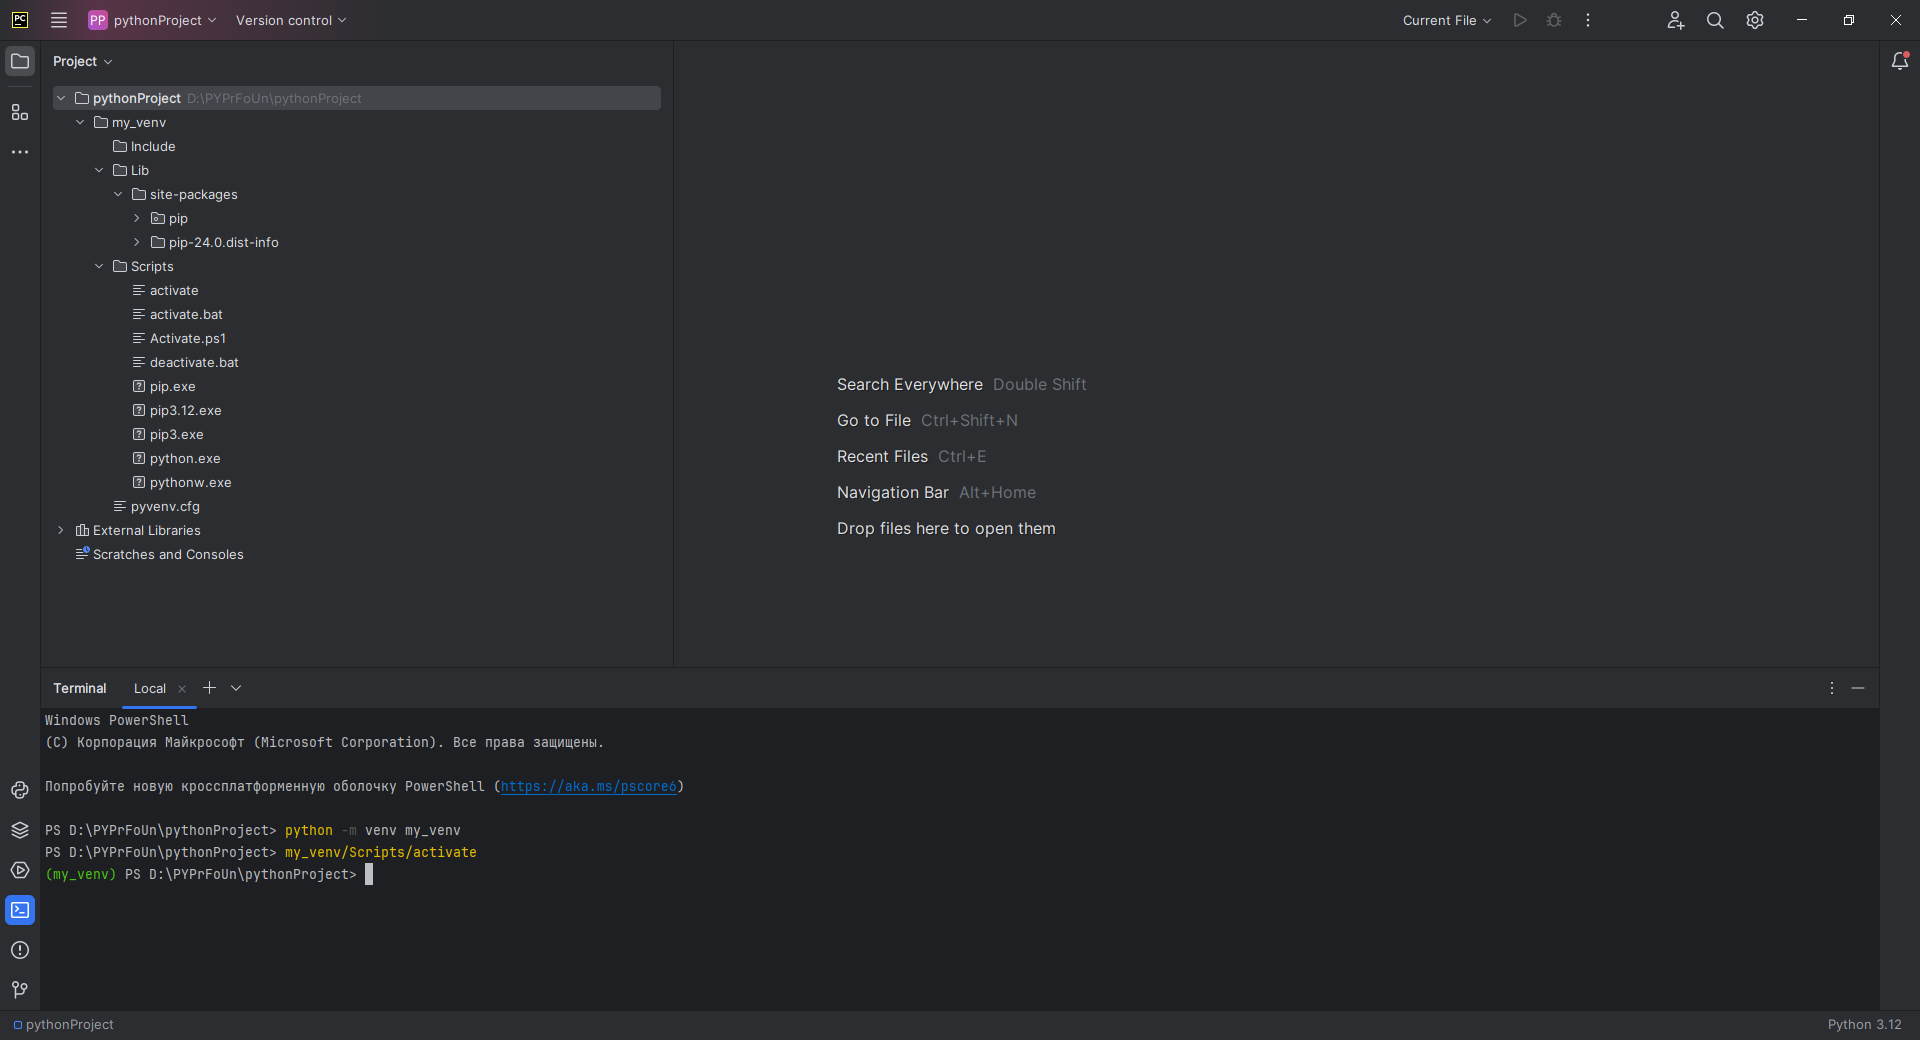 PC
PP pythonProject Version control Current File
Project
pythonProject D:\PYPrFoUn\pythonProject
my_venv
Include
Lib
site-packages
pip
pip-24.0.dist-info
Scripts
activate
activate.bat
Activate.ps1
deactivate.bat
pip.exe
pip3.12.exe
pip3.exe
python.exe
pythonw.exe
pyvenv.cfg
External Libraries
Scratches and Consoles
Search Everywhere Double Shift
Go to File Ctrl+Shift+N
Recent Files Ctrl+E
Navigation Bar Alt+Home
Drop files here to open them
Terminal Local
Windows PowerShell
(C) Корпорация Майкрософт (Microsoft Corporation). Все права защищены.
Попробуйте новую кроссплатформенную оболочку PowerShell (https://aka.ms/pscore6)
PS D:\PYPrFoUn\pythonProject> python -m venv my_venv
PS D:\PYPrFoUn\pythonProject> my_venv/Scripts/activate
(my_venv) PS D:\PYPrFoUn\pythonProject>
pythonProject Python 3.12